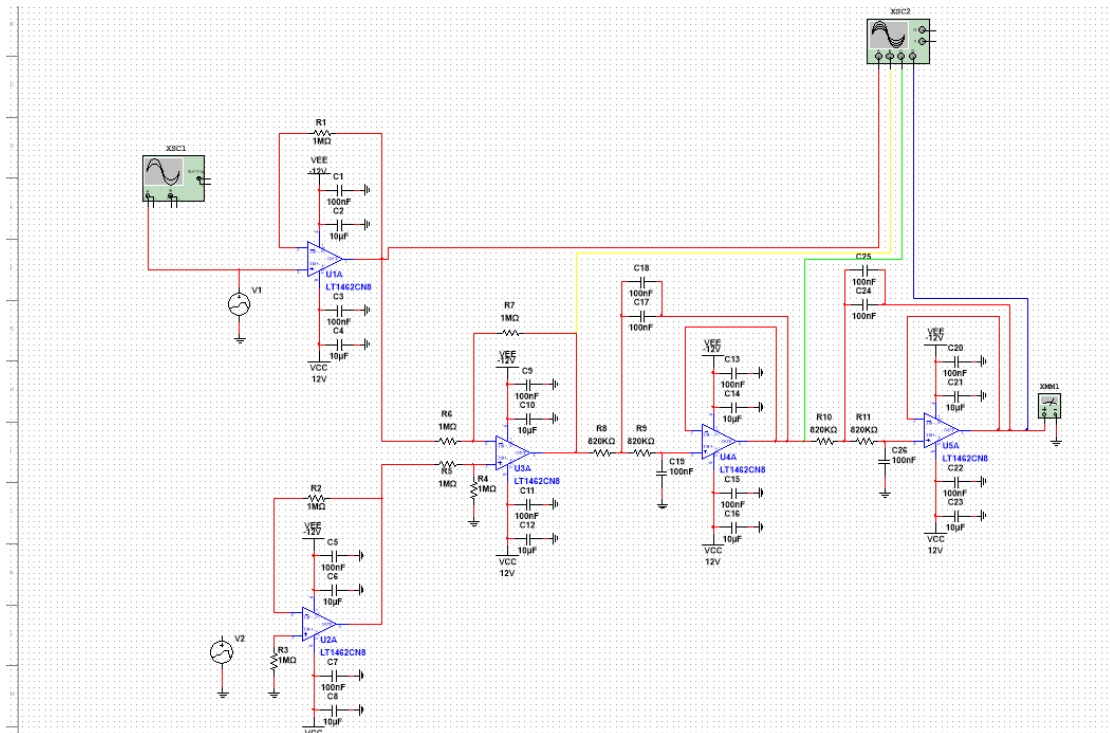 XSC2
R1
1MΩ
XSC1
VEE
-12V
C1
100nF
C2
10µF
U1A
LT1462CN8
V1
C3
100nF
C4
10µF
VCC
12V
C25
100nF
C24
100nF
C18
100nF
C17
100nF
R7
1MΩ
VEE
-12V
C9
100nF
C10
10µF
VEE
-12V
C13
100nF
C14
10µF
VEE
-12V
C20
100nF
C21
10µF
XMM1
R6
1MΩ
R5
1MΩ
R4
1MΩ
U3A
LT1462CN8
R8
820KΩ
R9
820KΩ
C19
100nF
U4A
LT1462CN8
R10
820KΩ
R11
820KΩ
C26
100nF
U5A
LT1462CN8
C11
100nF
C12
10µF
VCC
12V
C15
100nF
C16
10µF
VCC
12V
C22
100nF
C23
10µF
VCC
12V
R2
1MΩ
VEE
-12V
C5
100nF
C6
10µF
U2A
LT1462CN8
V2
R3
1MΩ
C7
100nF
C8
10µF
VCC